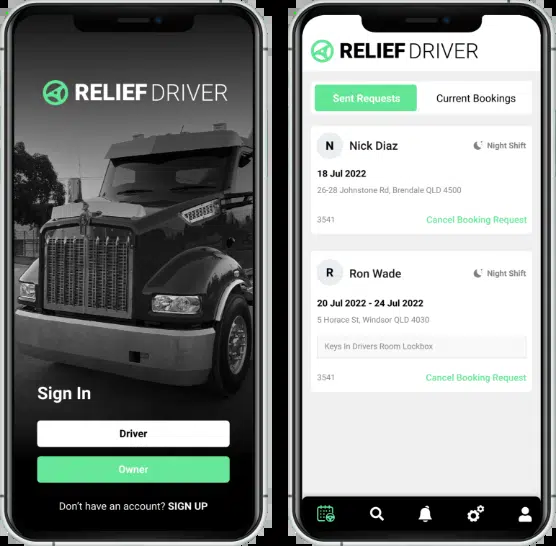 RELIEF DRIVER
Sign In
Driver
Owner
Don't have an account? SIGN UP
RELIEF DRIVER
Sent Requests
Current Bookings
N
Nick Diaz
Night Shift
18 Jul 2022
26-28 Johnstone Rd, Brendale QLD 4500
3541
Cancel Booking Request
R
Ron Wade
Night Shift
20 Jul 2022 - 24 Jul 2022
5 Horace St, Windsor QLD 4030
Keys In Drivers Room Lockbox
3541
Cancel Booking Request